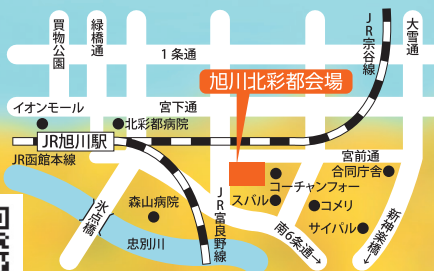 買物公園
緑橋通
1条通
JR宗谷線
大雪通
旭川北彩都会場
イオンモール
宮下通
北彩都病院
JR旭川駅
宮前通
JR函館本線
合同庁舎
コーチャンフォー
森山病院
スバル
コメリ
氷点橋
JR富良野線
サイパル
忠別川
南6条通→
新神楽橋→